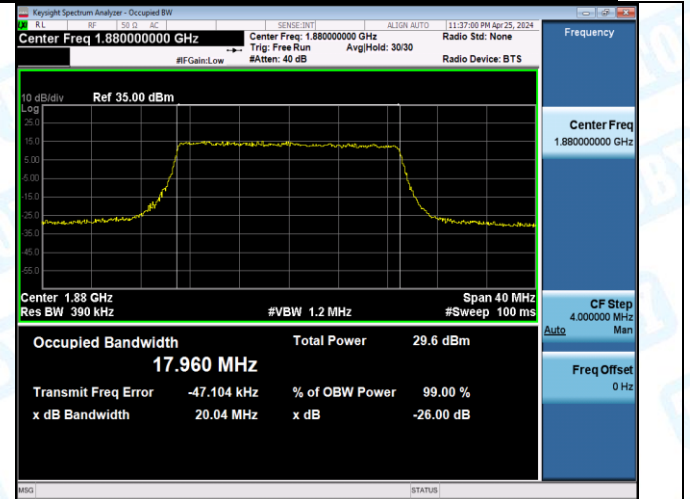 Keysight Spectrum Analyzer - Occupied BW
RL RF 50 Ω AC SENSE:INT ALIGN AUTO 11:37:00 PM Apr 25, 2024
Center Freq 1.880000000 GHz
Center Freq: 1.880000000 GHz
Radio Std: None
Trig: Free Run Avg|Hold: 30/30
#IFGain:Low
#Atten: 40 dB
Radio Device: BTS
Frequency
10 dB/div Ref 35.00 dBm
Log
25.0
15.0
5.00
-5.00
-15.0
-25.0
-35.0
-45.0
-55.0
Center 1.88 GHz
Span 40 MHz
Res BW 390 kHz
#VBW 1.2 MHz
#Sweep 100 ms
Occupied Bandwidth
17.960 MHz
Total Power 29.6 dBm
Transmit Freq Error -47.104 kHz
% of OBW Power 99.00 %
x dB Bandwidth 20.04 MHz
x dB -26.00 dB
Center Freq
1.880000000 GHz
CF Step
4.000000 MHz
Auto Man
Freq Offset
0 Hz
MSG
STATUS